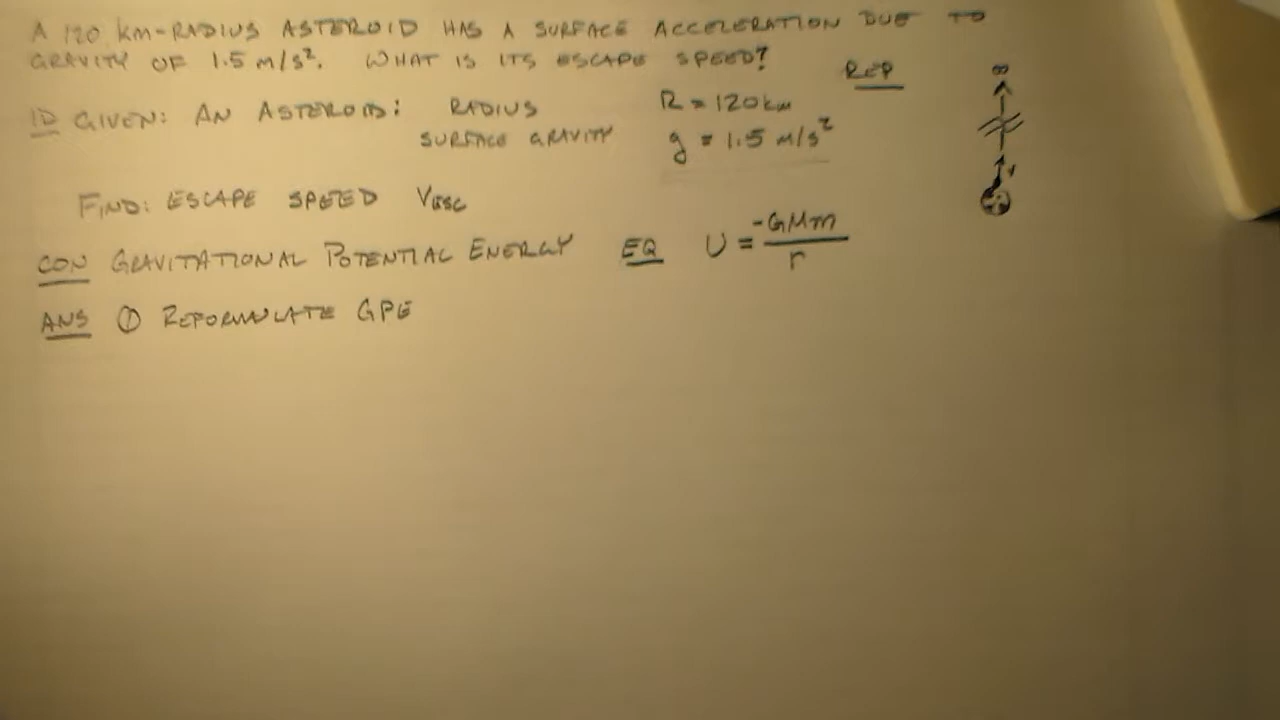 A 120 km-RADIUS ASTEROID HAS A SURFACE ACCELERATION DUE TO
GRAVITY OF 1.5 m/s². WHAT IS ITS ESCAPE SPEED?
REP
∞
ID GIVEN: AN ASTEROID: RADIUS R = 120 km
SURFACE GRAVITY g = 1.5 m/s²
v
FIND: ESCAPE SPEED VESC
CON GRAVITATIONAL POTENTIAL ENERGY EQ U = -GMm/r
ANS ① REFORMULATE GPE